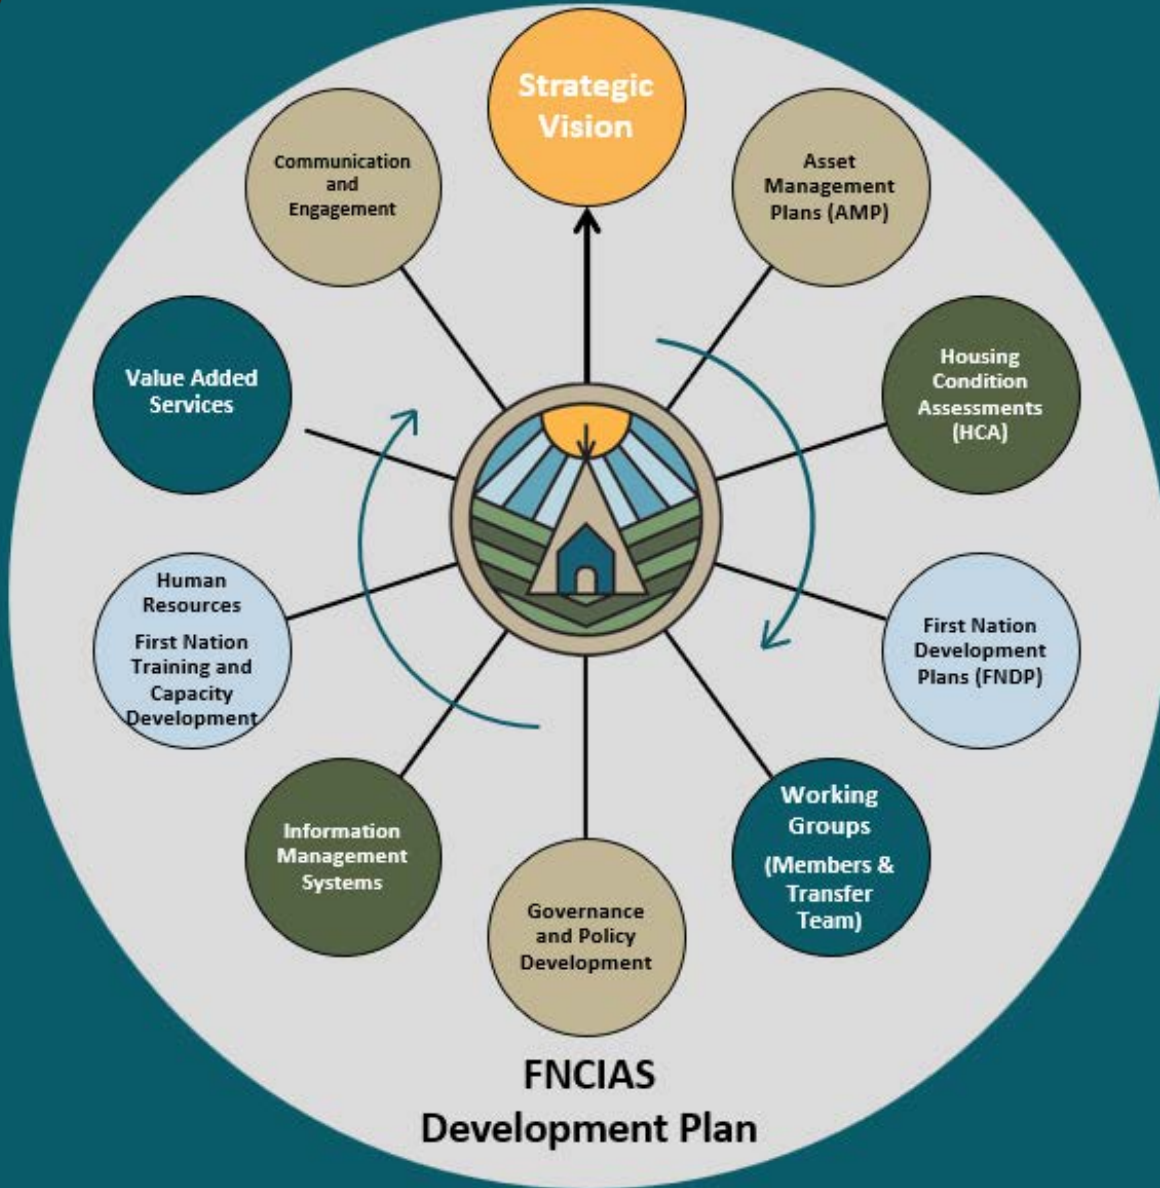 Strategic
Vision
Asset
Management
Plans (AMP)
Housing
Condition
Assessments
(HCA)
First Nation
Development
Plans (FNDP)
Working
Groups
(Members &
Transfer
Team)
Governance
and Policy
Development
Information
Management
Systems
Human
Resources
First Nation
Training and
Capacity
Development
Value Added
Services
Communication
and
Engagement
FNCIAS
Development Plan